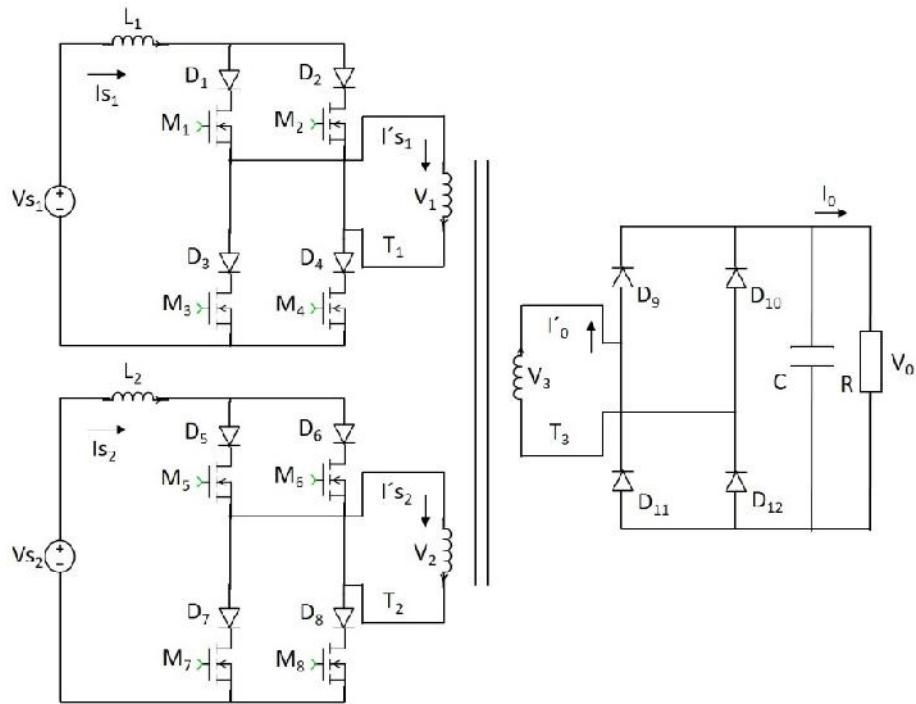 L₁
Is₁
D₁
D₂
M₁
M₂
I´s₁
V₁
Vs₁
T₁
D₃
D₄
M₃
M₄
L₂
Is₂
D₅
D₆
M₅
M₆
I´s₂
V₂
Vs₂
T₂
D₇
D₈
M₇
M₈
I₀
D₉
D₁₀
I´₀
V₃
C
R
V₀
T₃
D₁₁
D₁₂